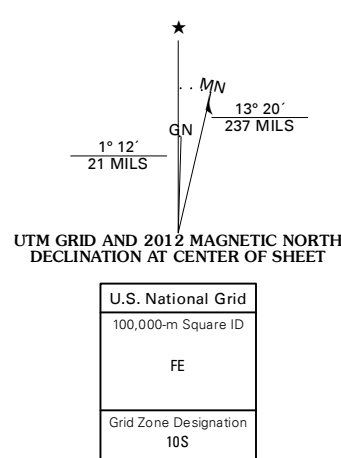 ★
MN
13° 20´
237 MILS
GN
1° 12´
21 MILS
UTM GRID AND 2012 MAGNETIC NORTH
DECLINATION AT CENTER OF SHEET
U.S. National Grid
100,000-m Square ID
FE
Grid Zone Designation
10S